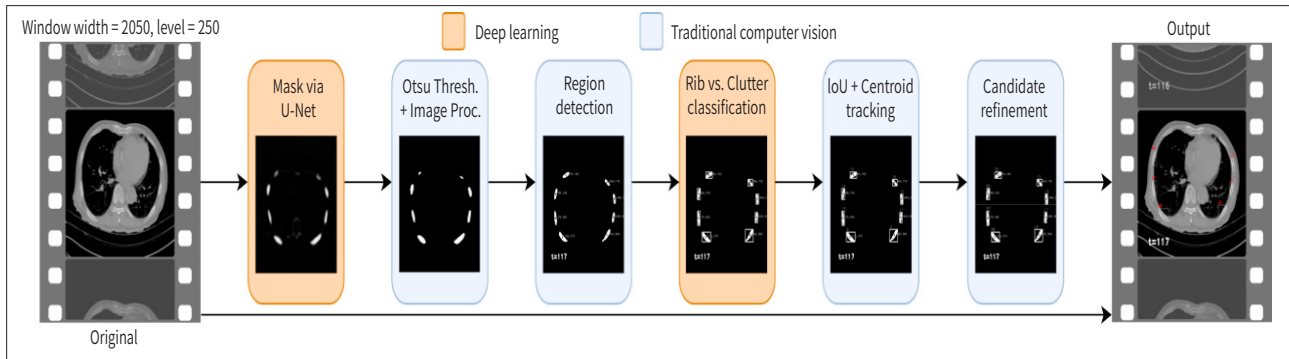 Window width = 2050, level = 250
Deep learning
Traditional computer vision
Output
Mask via
U-Net
Otsu Thresh.
+ Image Proc.
Region
detection
Rib vs. Clutter
classification
IoU + Centroid
tracking
Candidate
refinement
t=116
t=117
t=117
t=117
t=117
t=117
Original